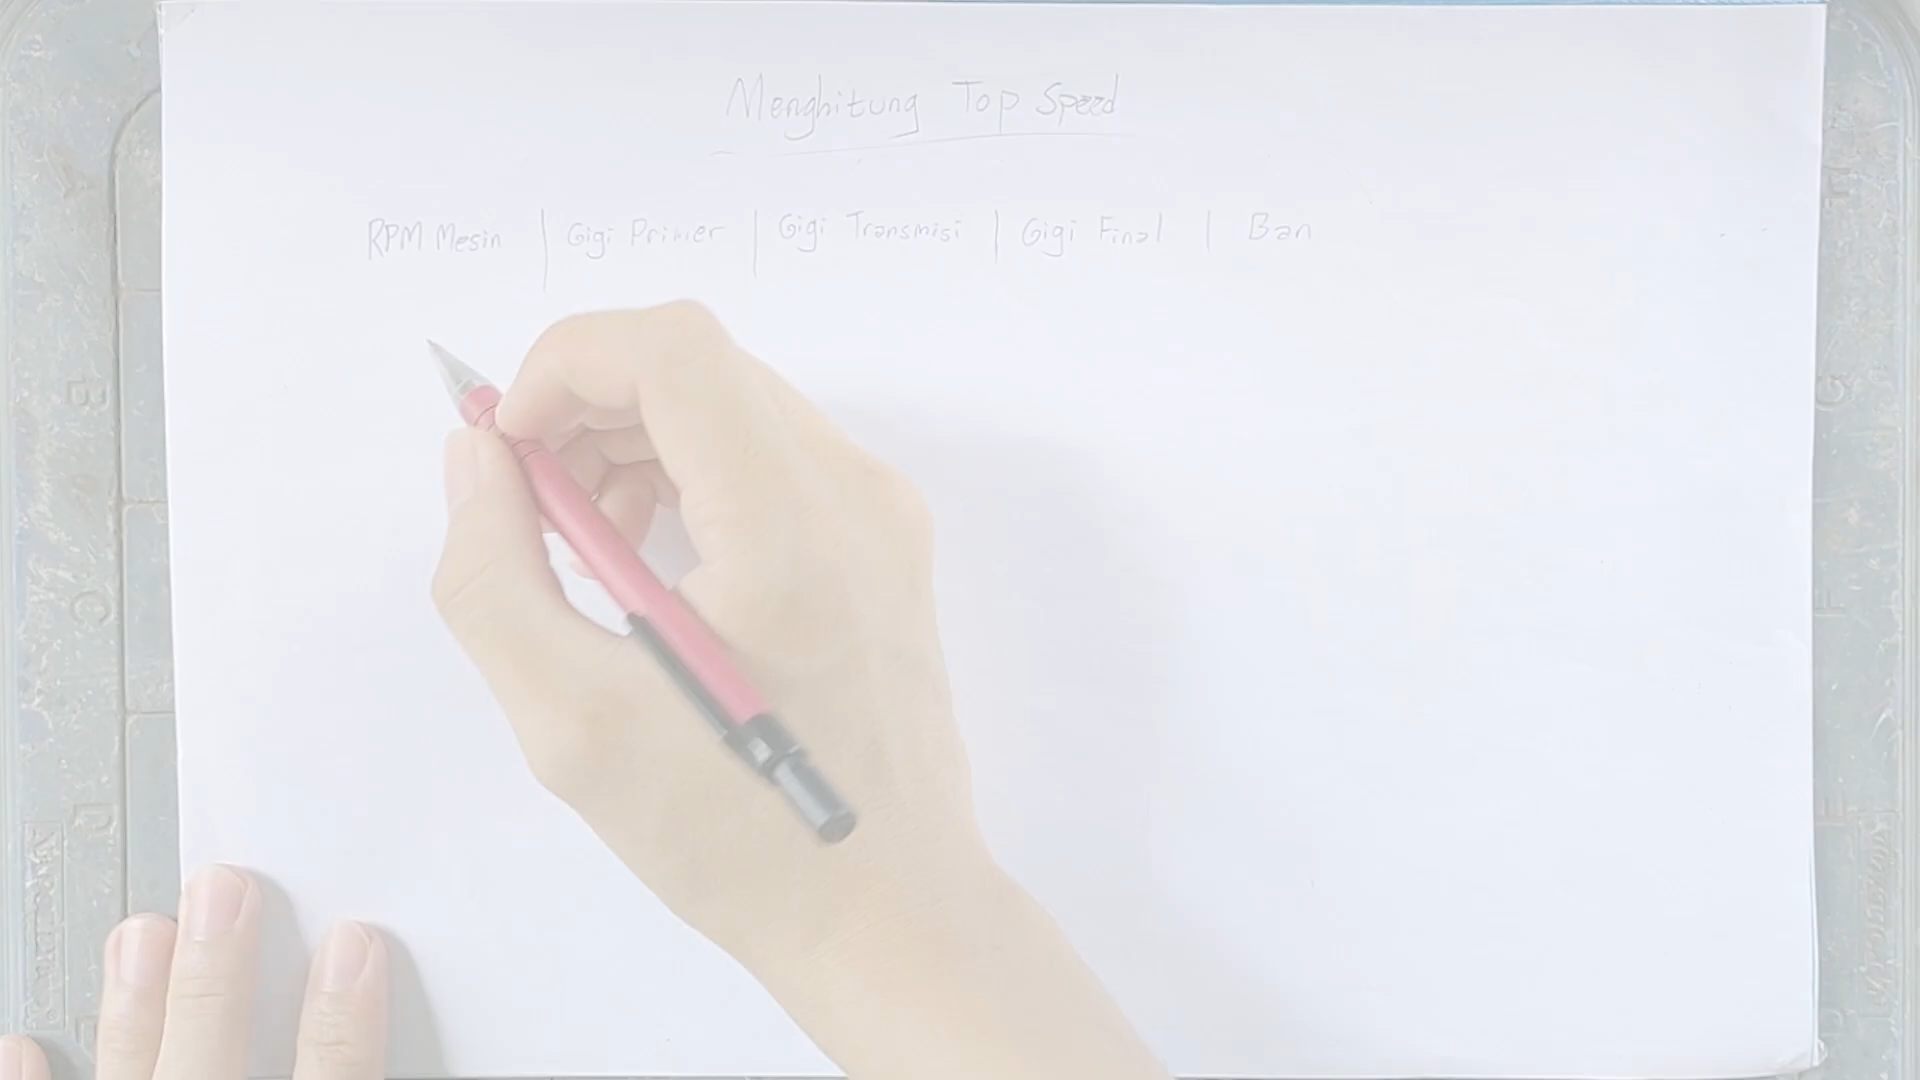 Menghitung Top Speed
RPM Mesin | Gigi Primer | Gigi Transmisi | Gigi Final | Ban
A
B
C
D
E
F
G